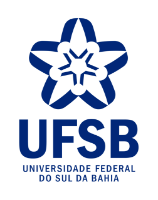 UFSB
UNIVERSIDADE FEDERAL
DO SUL DA BAHIA